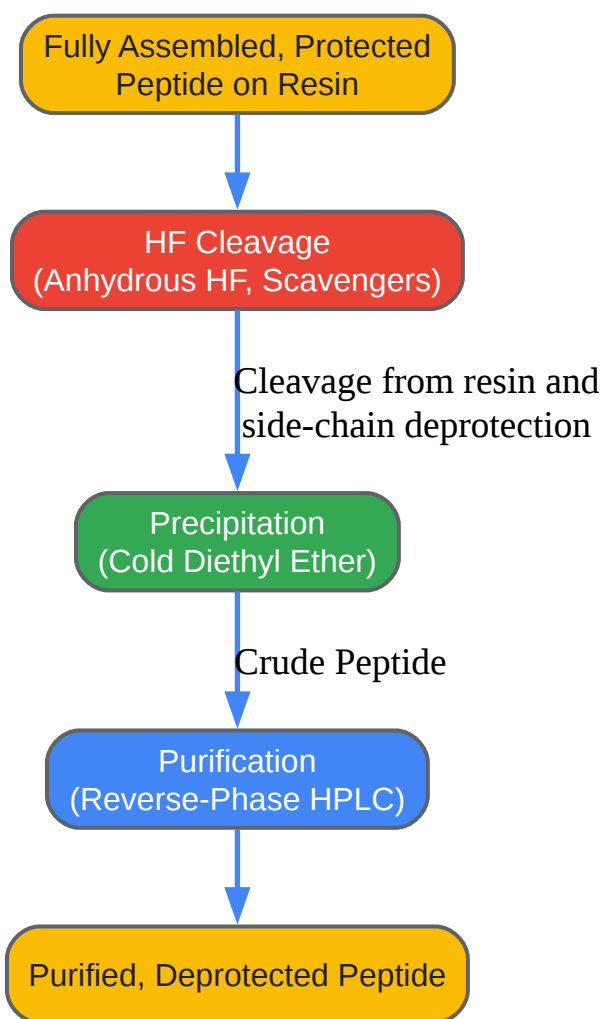 Fully Assembled, Protected
Peptide on Resin
HF Cleavage
(Anhydrous HF, Scavengers)
Cleavage from resin and
side-chain deprotection
Precipitation
(Cold Diethyl Ether)
Crude Peptide
Purification
(Reverse-Phase HPLC)
Purified, Deprotected Peptide